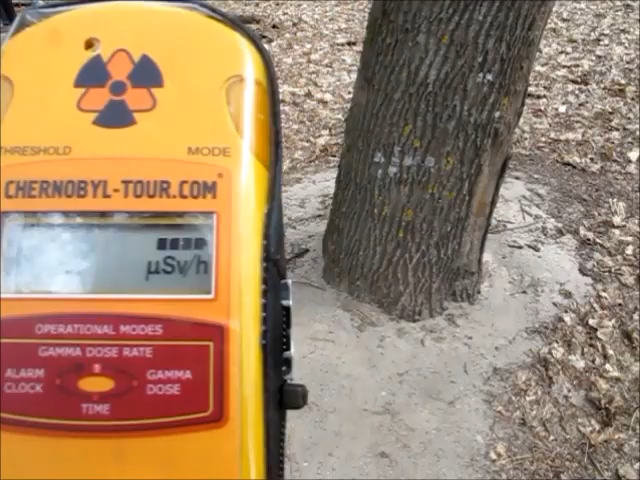 THRESHOLD MODE
CHERNOBYL-TOUR.COM®
µSv/h
OPERATIONAL MODES
GAMMA DOSE RATE
ALARM CLOCK
GAMMA DOSE
TIME